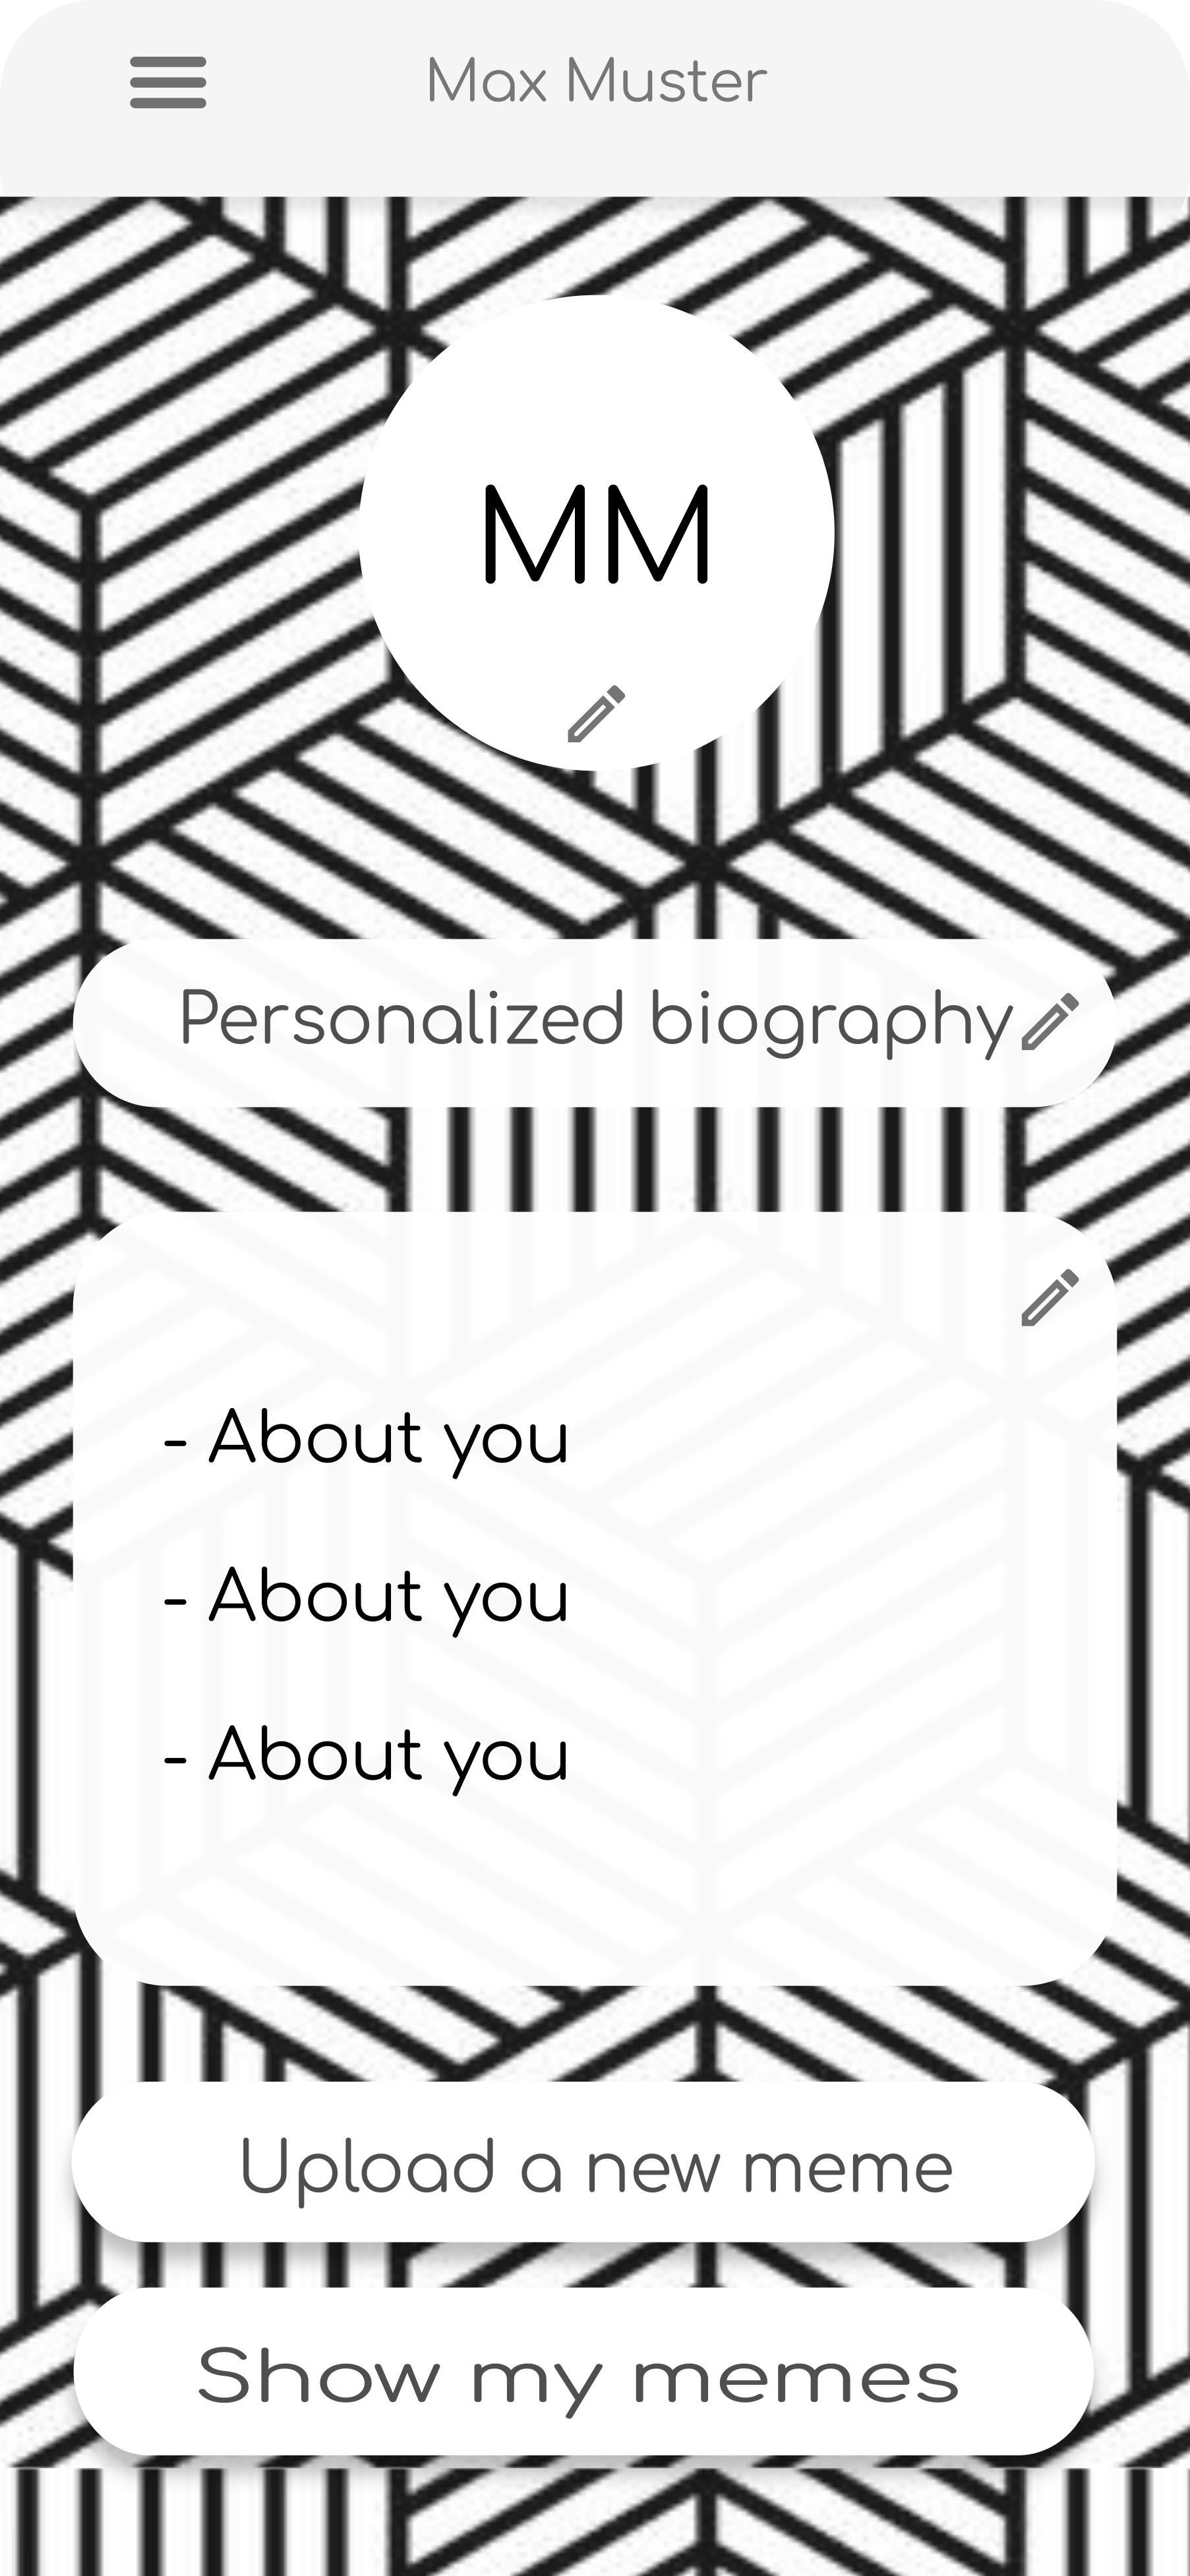 Max Muster
MM
Personalized biography
- About you
- About you
- About you
Upload a new meme
Show my memes